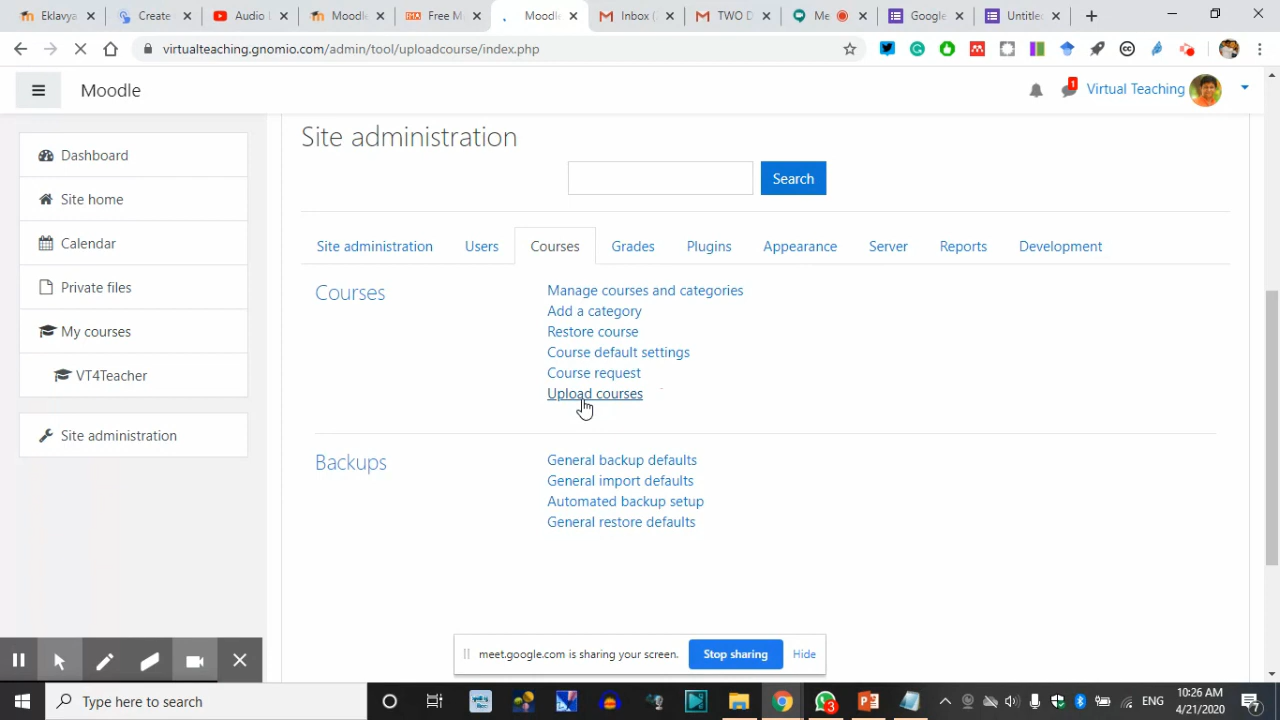 Eklavya
Create
Audio L
Moodle
Free M
Moodle
Inbox (
TWO D
Me
Google
Untitle
virtualteaching.gnomio.com/admin/tool/uploadcourse/index.php
Moodle
1
Virtual Teaching
Dashboard
Site home
Calendar
Private files
My courses
VT4Teacher
Site administration
Site administration
Search
Site administration
Users
Courses
Grades
Plugins
Appearance
Server
Reports
Development
Courses
Manage courses and categories
Add a category
Restore course
Course default settings
Course request
Upload courses
Backups
General backup defaults
General import defaults
Automated backup setup
General restore defaults
meet.google.com is sharing your screen.
Stop sharing
Hide
Type here to search
3
ENG
10:26 AM
4/21/2020
7